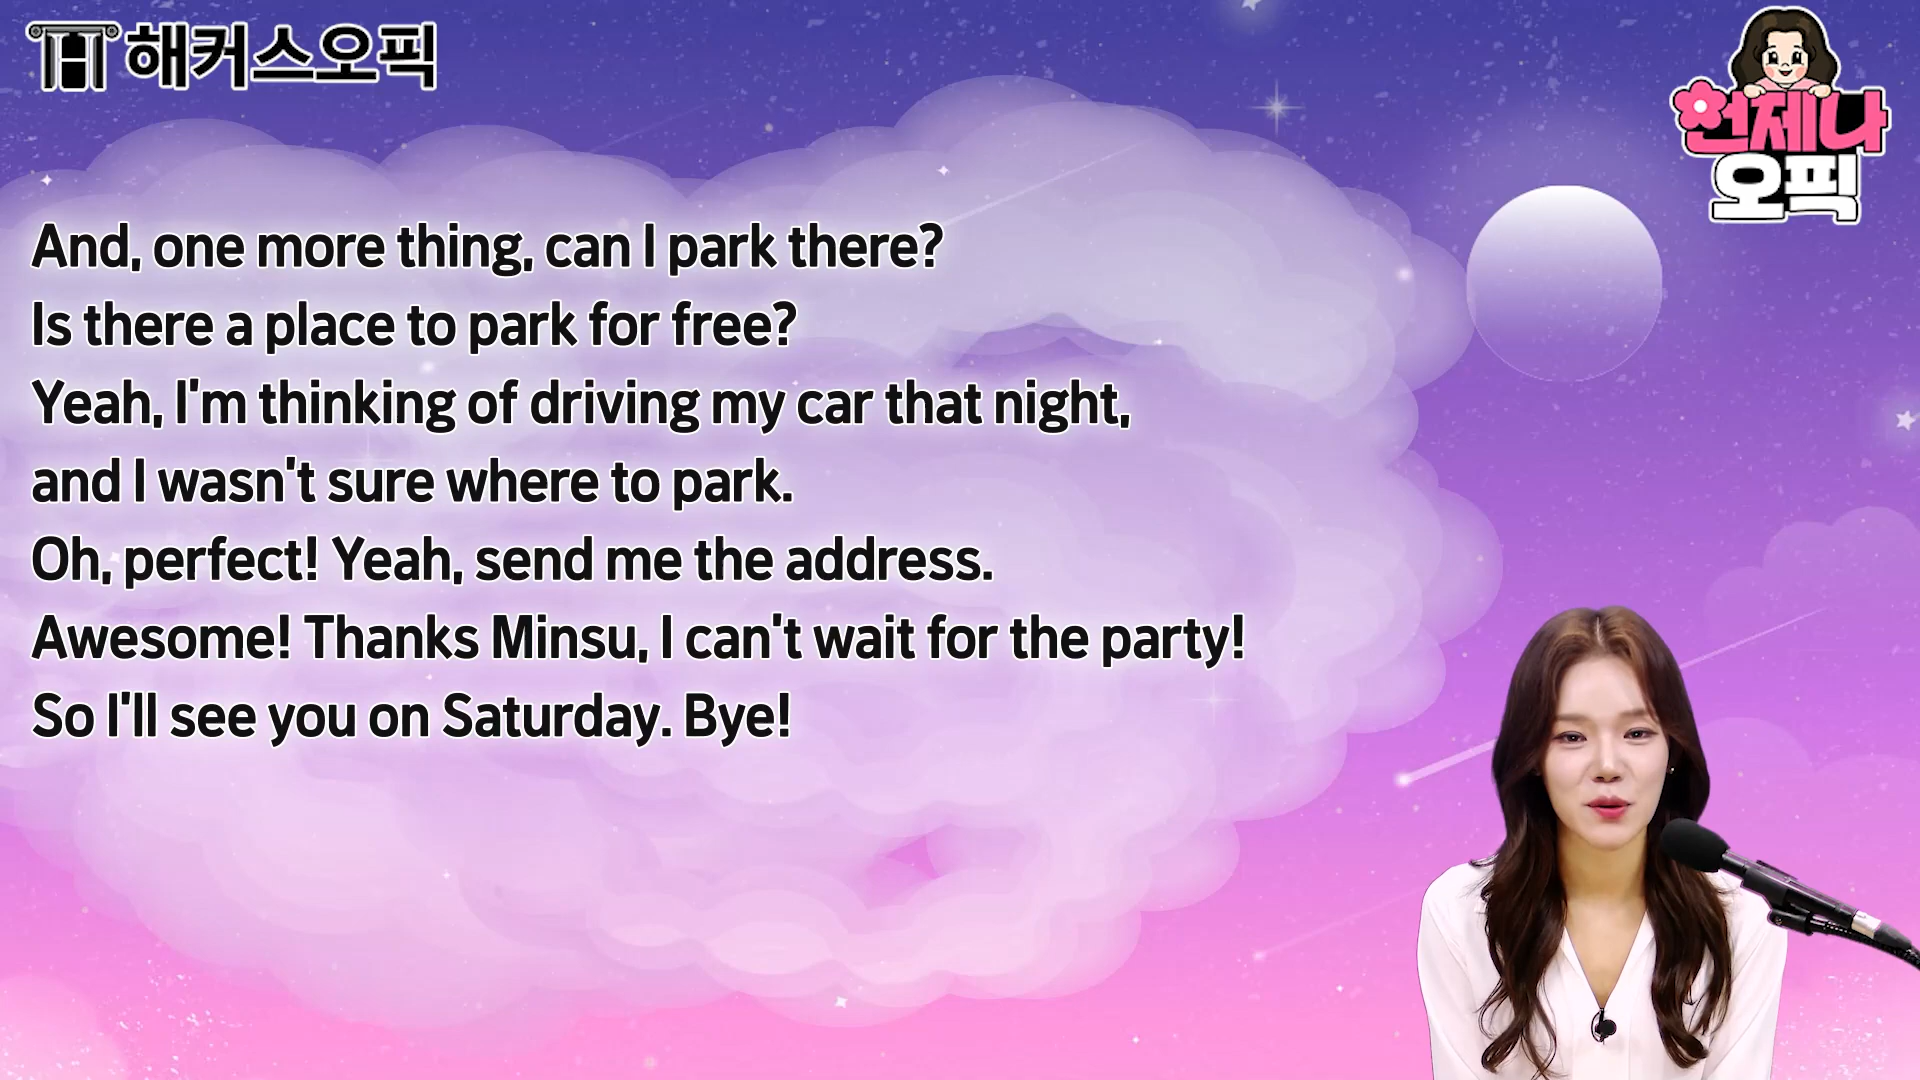 해커스오픽
언제나
오픽
And, one more thing, can I park there?
Is there a place to park for free?
Yeah, I'm thinking of driving my car that night,
and I wasn't sure where to park.
Oh, perfect! Yeah, send me the address.
Awesome! Thanks Minsu, I can't wait for the party!
So I'll see you on Saturday. Bye!